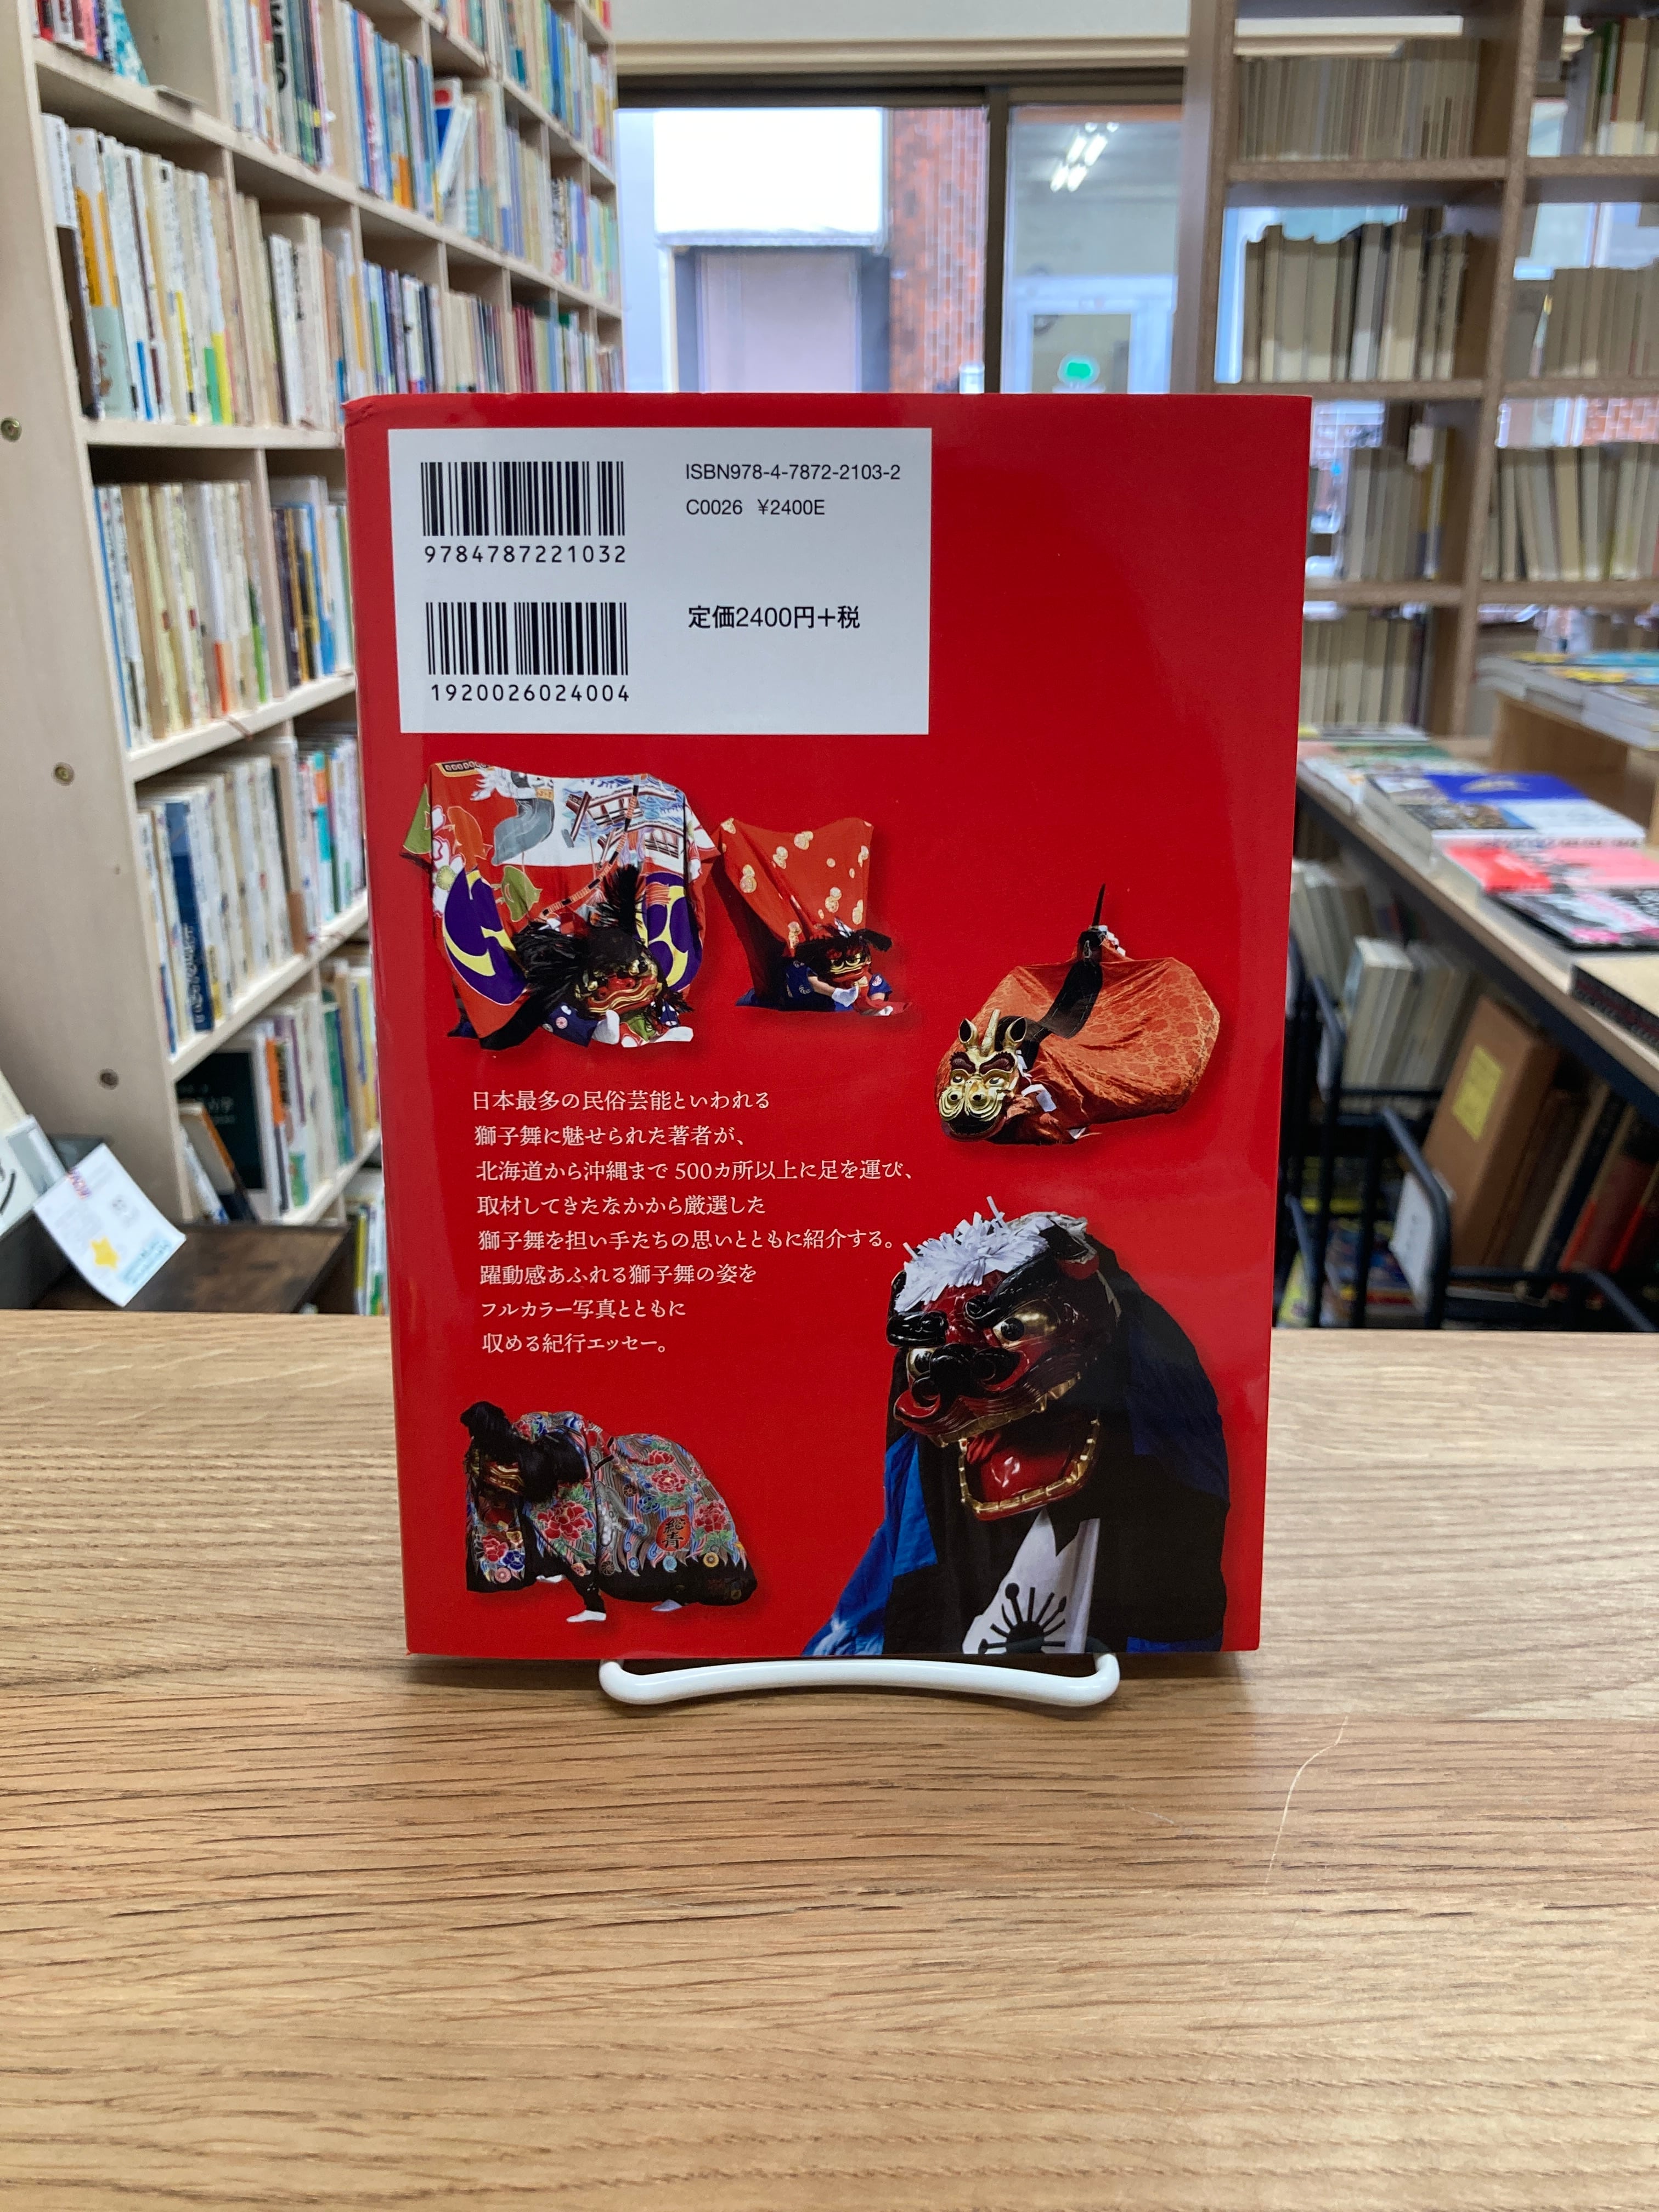 ISBN978-4-7872-2103-2
C0026 ¥2400E
9784787221032
定価2400円+税
1920026024004
日本最多の民俗芸能といわれる
獅子舞に魅せられた著者が、
北海道から沖縄まで 500カ所以上に足を運び、
取材してきたなかから厳選した
獅子舞を担い手たちの思いとともに紹介する。
躍動感あふれる獅子舞の姿を
フルカラー写真とともに
収める紀行エッセー。